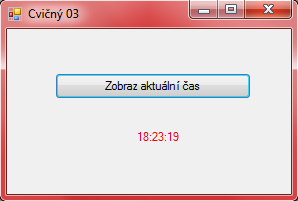 Cvičný 03
Zobraz aktuální čas
18:23:19